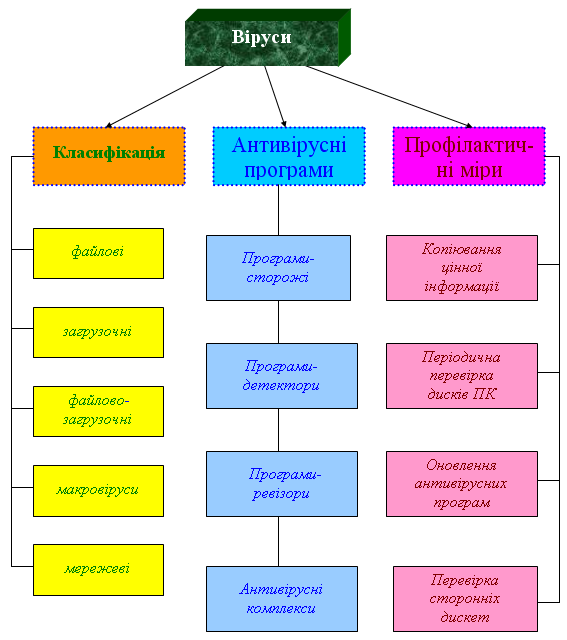 Віруси
Класифікація
Антивірусні
програми
Профілактич-
ні міри
файлові
загрузочні
файлово-
загрузочні
макровіруси
мережеві
Програми-
сторожі
Програми-
детектори
Програми-
ревізори
Антивірусні
комплекси
Копіювання
цінної
інформації
Періодична
перевірка
дисків ПК
Оновлення
антивірусних
програм
Перевірка
сторонніх
дискет